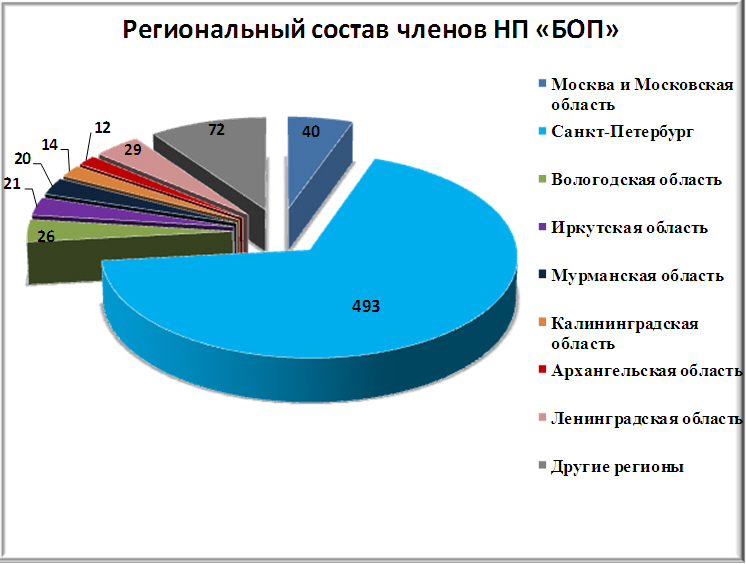 Региональный состав членов НП «БОП»
40
493
26
21
20
14
12
29
72
Москва и Московская
область
Санкт-Петербург
Вологодская область
Иркутская область
Мурманская область
Калининградская
область
Архангельская область
Ленинградская область
Другие регионы